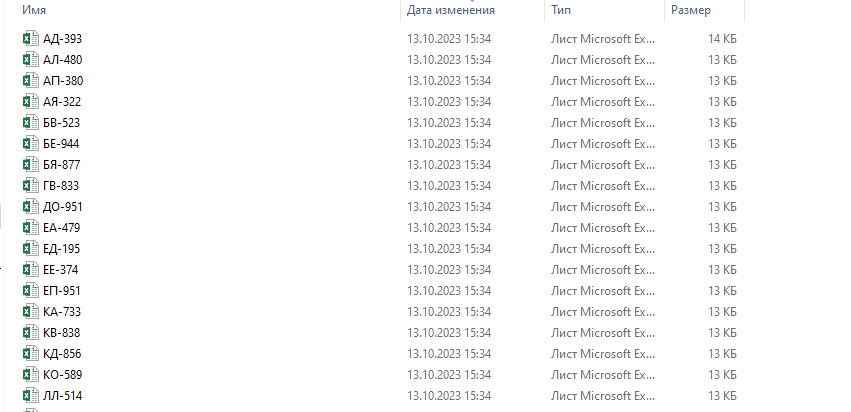 Имя Дата изменения Тип Размер
АД-393 13.10.2023 15:34 Лист Microsoft Ex... 14 КБ
АЛ-480 13.10.2023 15:34 Лист Microsoft Ex... 13 КБ
АП-380 13.10.2023 15:34 Лист Microsoft Ex... 13 КБ
АЯ-322 13.10.2023 15:34 Лист Microsoft Ex... 13 КБ
БВ-523 13.10.2023 15:34 Лист Microsoft Ex... 13 КБ
БЕ-944 13.10.2023 15:34 Лист Microsoft Ex... 13 КБ
БЯ-877 13.10.2023 15:34 Лист Microsoft Ex... 13 КБ
ГВ-833 13.10.2023 15:34 Лист Microsoft Ex... 13 КБ
ДО-951 13.10.2023 15:34 Лист Microsoft Ex... 13 КБ
ЕА-479 13.10.2023 15:34 Лист Microsoft Ex... 13 КБ
ЕД-195 13.10.2023 15:34 Лист Microsoft Ex... 13 КБ
ЕЕ-374 13.10.2023 15:34 Лист Microsoft Ex... 13 КБ
ЕП-951 13.10.2023 15:34 Лист Microsoft Ex... 13 КБ
КА-733 13.10.2023 15:34 Лист Microsoft Ex... 13 КБ
КВ-838 13.10.2023 15:34 Лист Microsoft Ex... 13 КБ
КД-856 13.10.2023 15:34 Лист Microsoft Ex... 13 КБ
КО-589 13.10.2023 15:34 Лист Microsoft Ex... 13 КБ
ЛЛ-514 13.10.2023 15:34 Лист Microsoft Ex... 13 КБ